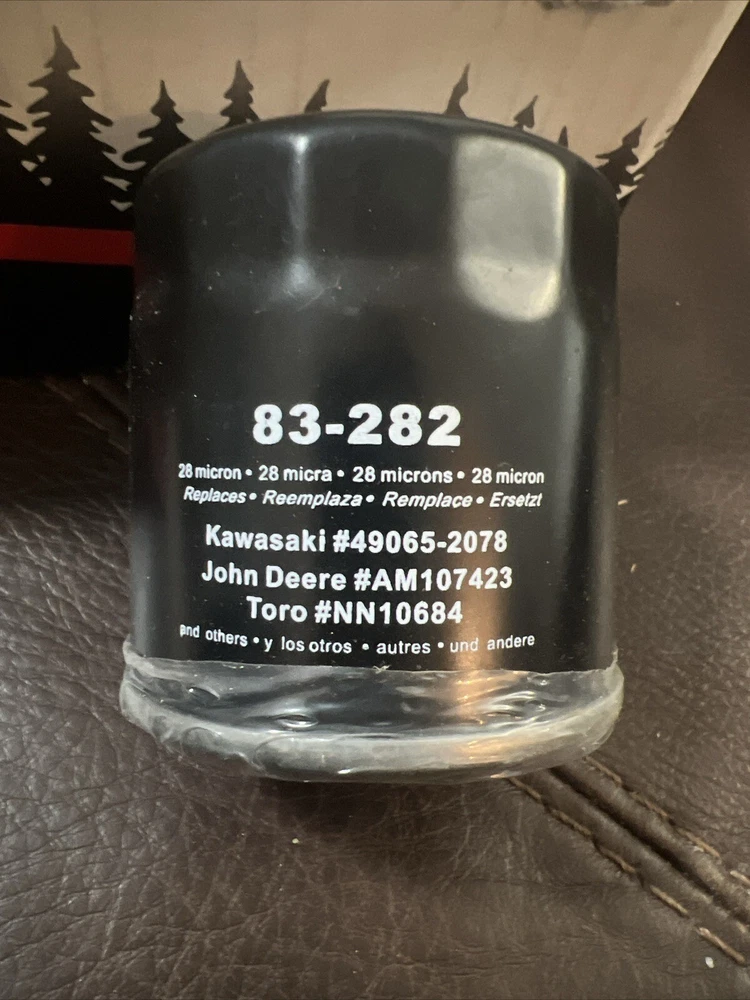 83-282
28 micron • 28 micra • 28 microns • 28 micron
Replaces • Reemplaza • Remplace • Ersetzt
Kawasaki #49065-2078
John Deere #AM107423
Toro #NN10684
and others • y los otros • autres • und andere